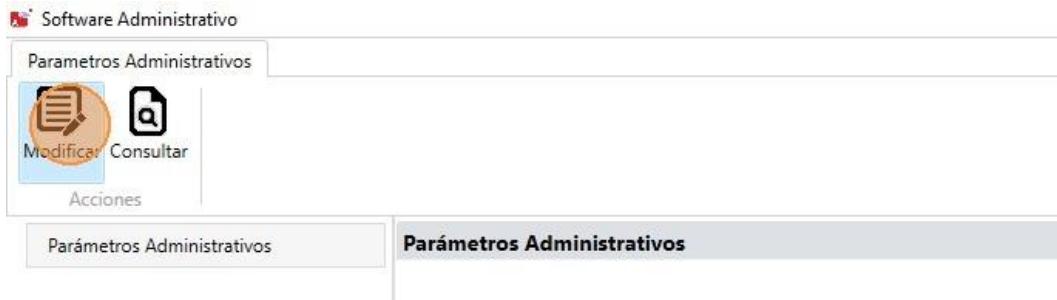 Software Administrativo
Parametros Administrativos
Modificar Consultar
Acciones
Parámetros Administrativos
Parámetros Administrativos